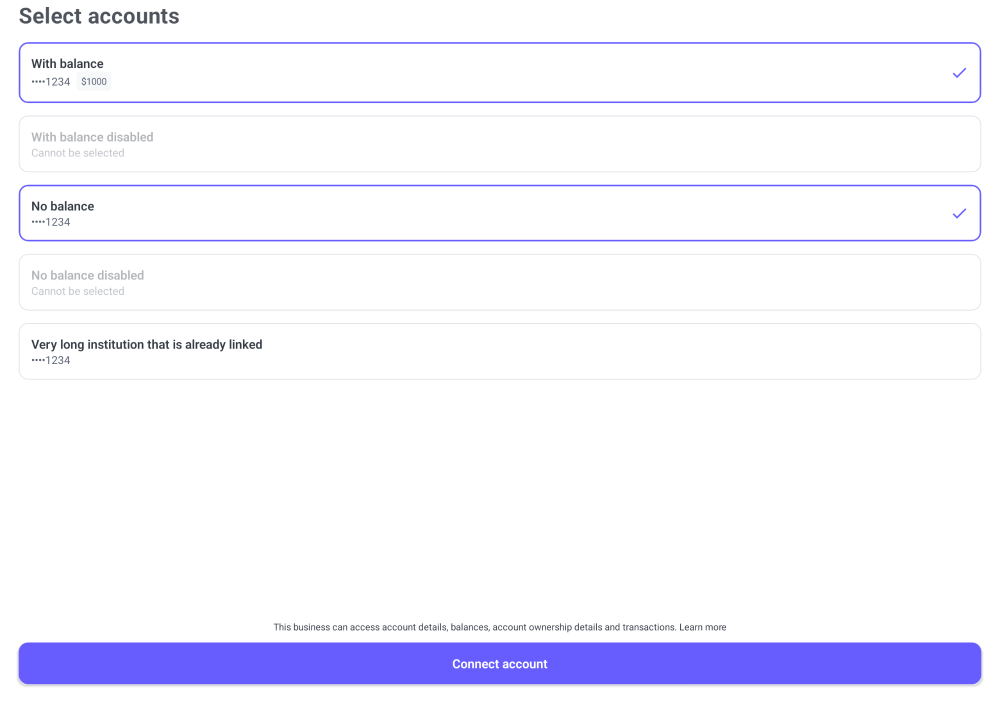 Select accounts
With balance
••••1234 $1000
With balance disabled
Cannot be selected
No balance
••••1234
No balance disabled
Cannot be selected
Very long institution that is already linked
••••1234
This business can access account details, balances, account ownership details and transactions. Learn more
Connect account